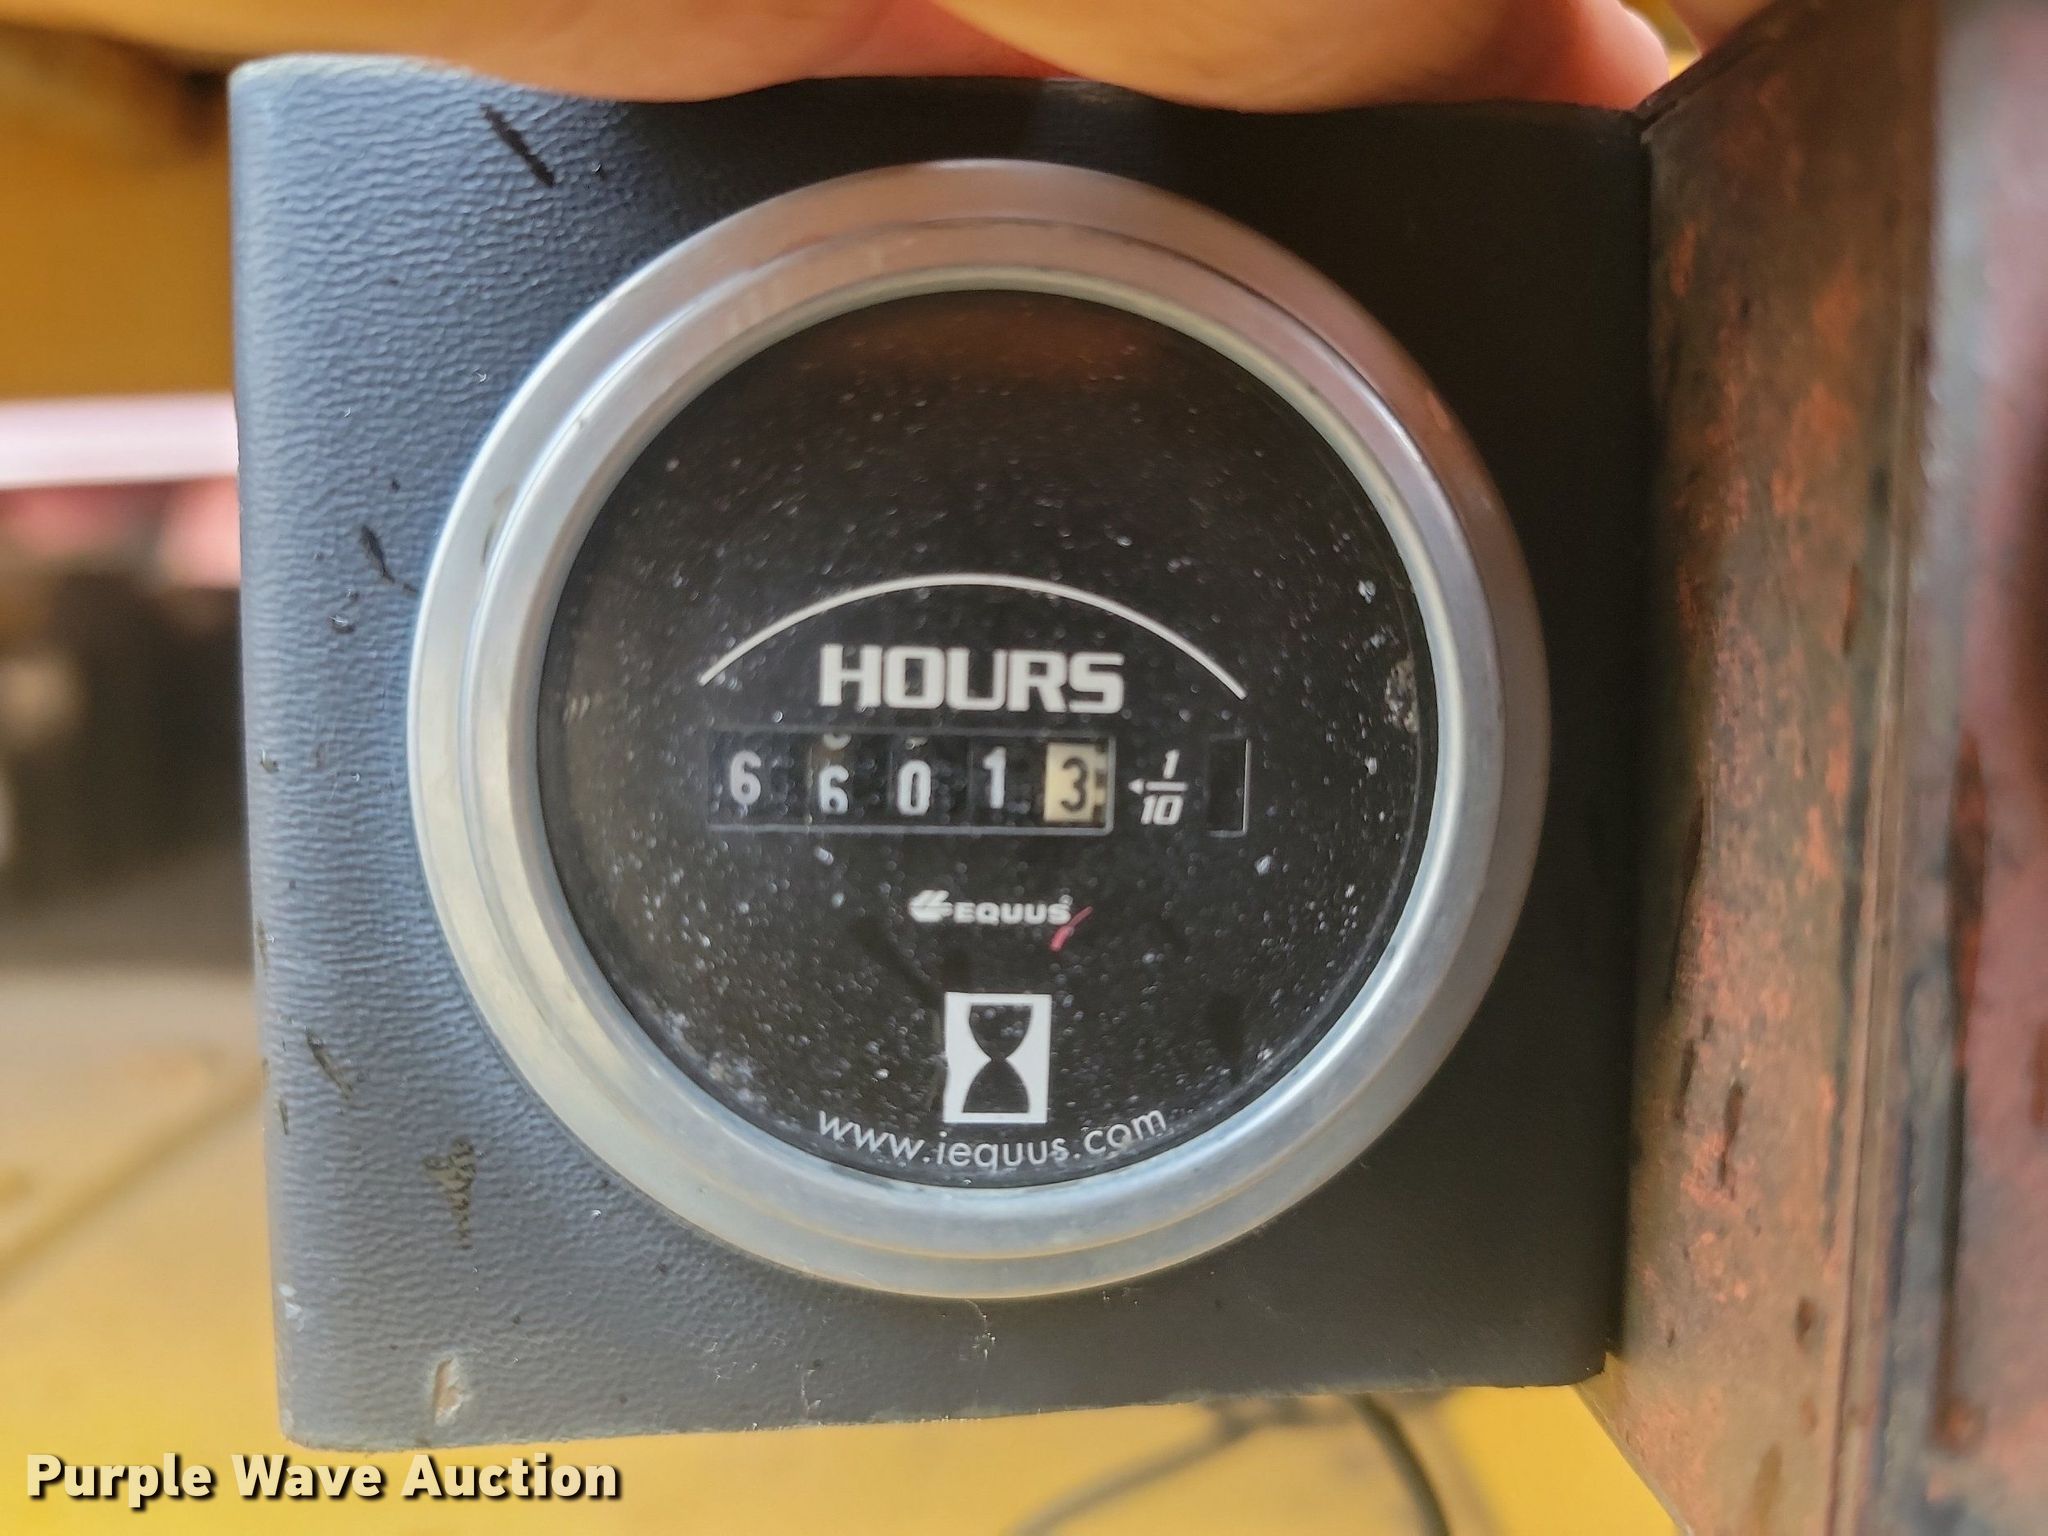 HOURS
6 6 0 1 3 1/10
EQUUS
www.iequus.com
Purple Wave Auction